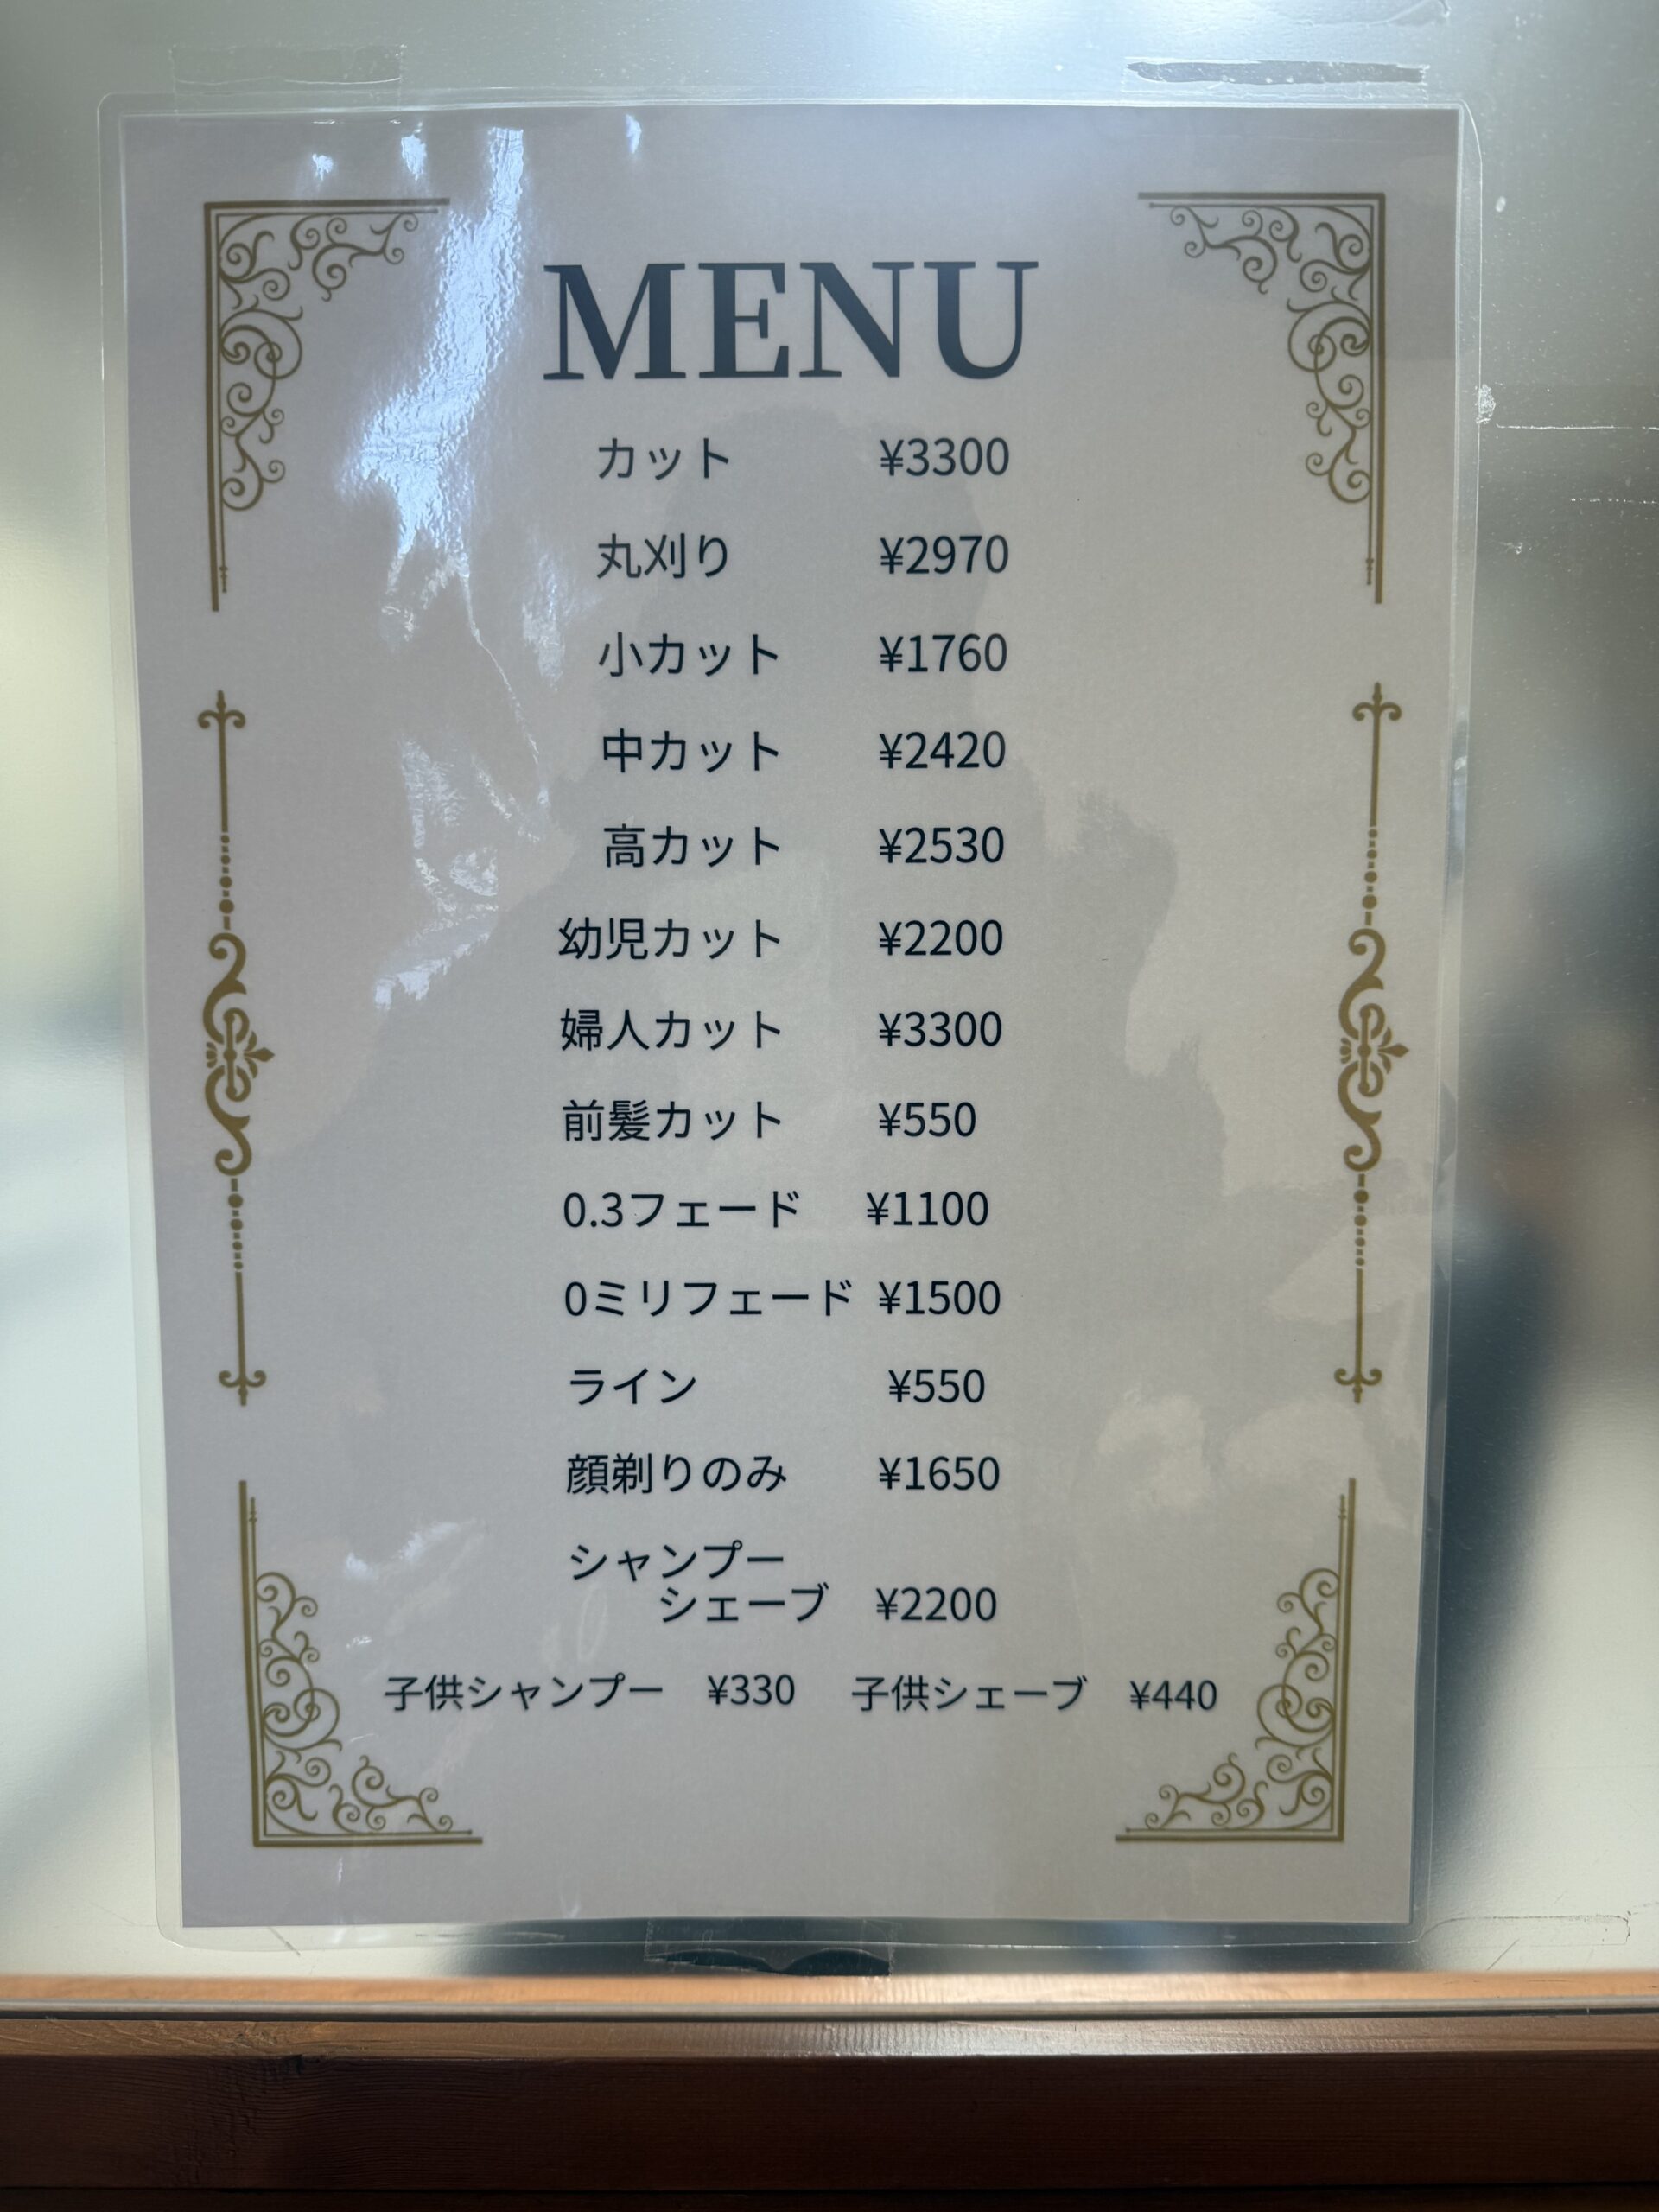 MENU
カット ¥3300
丸刈り ¥2970
小カット ¥1760
中カット ¥2420
高カット ¥2530
幼児カット ¥2200
婦人カット ¥3300
前髪カット ¥550
0.3フェード ¥1100
0ミリフェード ¥1500
ライン ¥550
顔剃りのみ ¥1650
シャンプー
シェーブ ¥2200
子供シャンプー ¥330 子供シェーブ ¥440